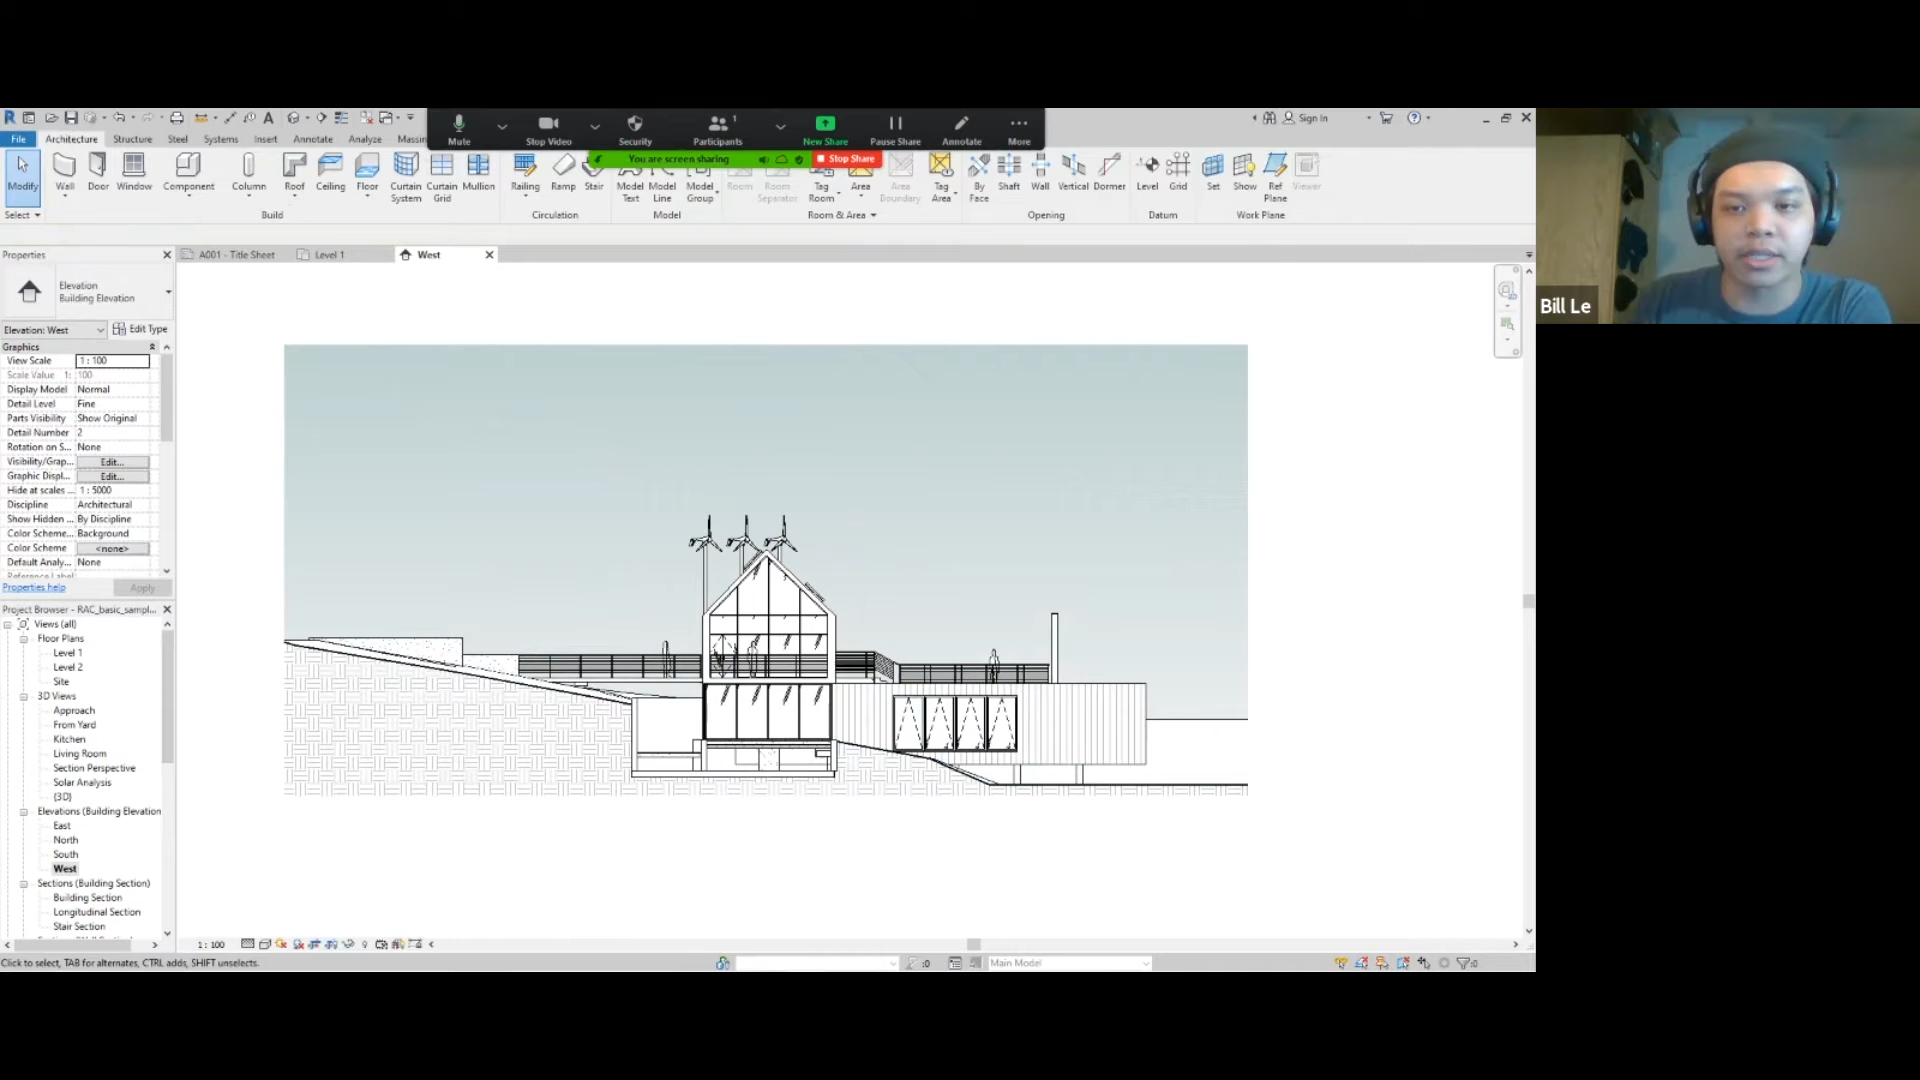 Sign In
File Architecture Structure Steel Systems Insert Annotate Analyze Massin
Mute Stop Video Security Participants 1 New Share Pause Share Annotate More
You are screen sharing Stop Share
Modify Wall Door Window Component Column Roof Ceiling Floor Curtain System Curtain Grid Mullion Railing Ramp Stair Model Text Model Line Model Group Room Room Separator Tag Room Area Area Boundary Tag Area By Face Shaft Wall Vertical Dormer Level Grid Set Show Ref Plane Viewer
Select Build Circulation Model Room & Area Opening Datum Work Plane
Properties
A001 - Title Sheet Level 1 West
Elevation
Building Elevation
Elevation: West Edit Type
Graphics
View Scale 1 : 100
Scale Value 1: 100
Display Model Normal
Detail Level Fine
Parts Visibility Show Original
Detail Number 2
Rotation on S... None
Visibility/Grap... Edit...
Graphic Displ... Edit...
Hide at scales ... 1 : 5000
Discipline Architectural
Show Hidden ... By Discipline
Color Scheme... Background
Color Scheme <none>
Default Analy... None
Reference Label
Properties help Apply
Project Browser - RAC_basic_sampl...
Views (all)
Floor Plans
Level 1
Level 2
Site
3D Views
Approach
From Yard
Kitchen
Living Room
Section Perspective
Solar Analysis
{3D}
Elevations (Building Elevation
East
North
South
West
Sections (Building Section)
Building Section
Longitudinal Section
Stair Section
1 : 100
Click to select, TAB for alternates, CTRL adds, SHIFT unselects.
:0
Main Model
:0
Bill Le